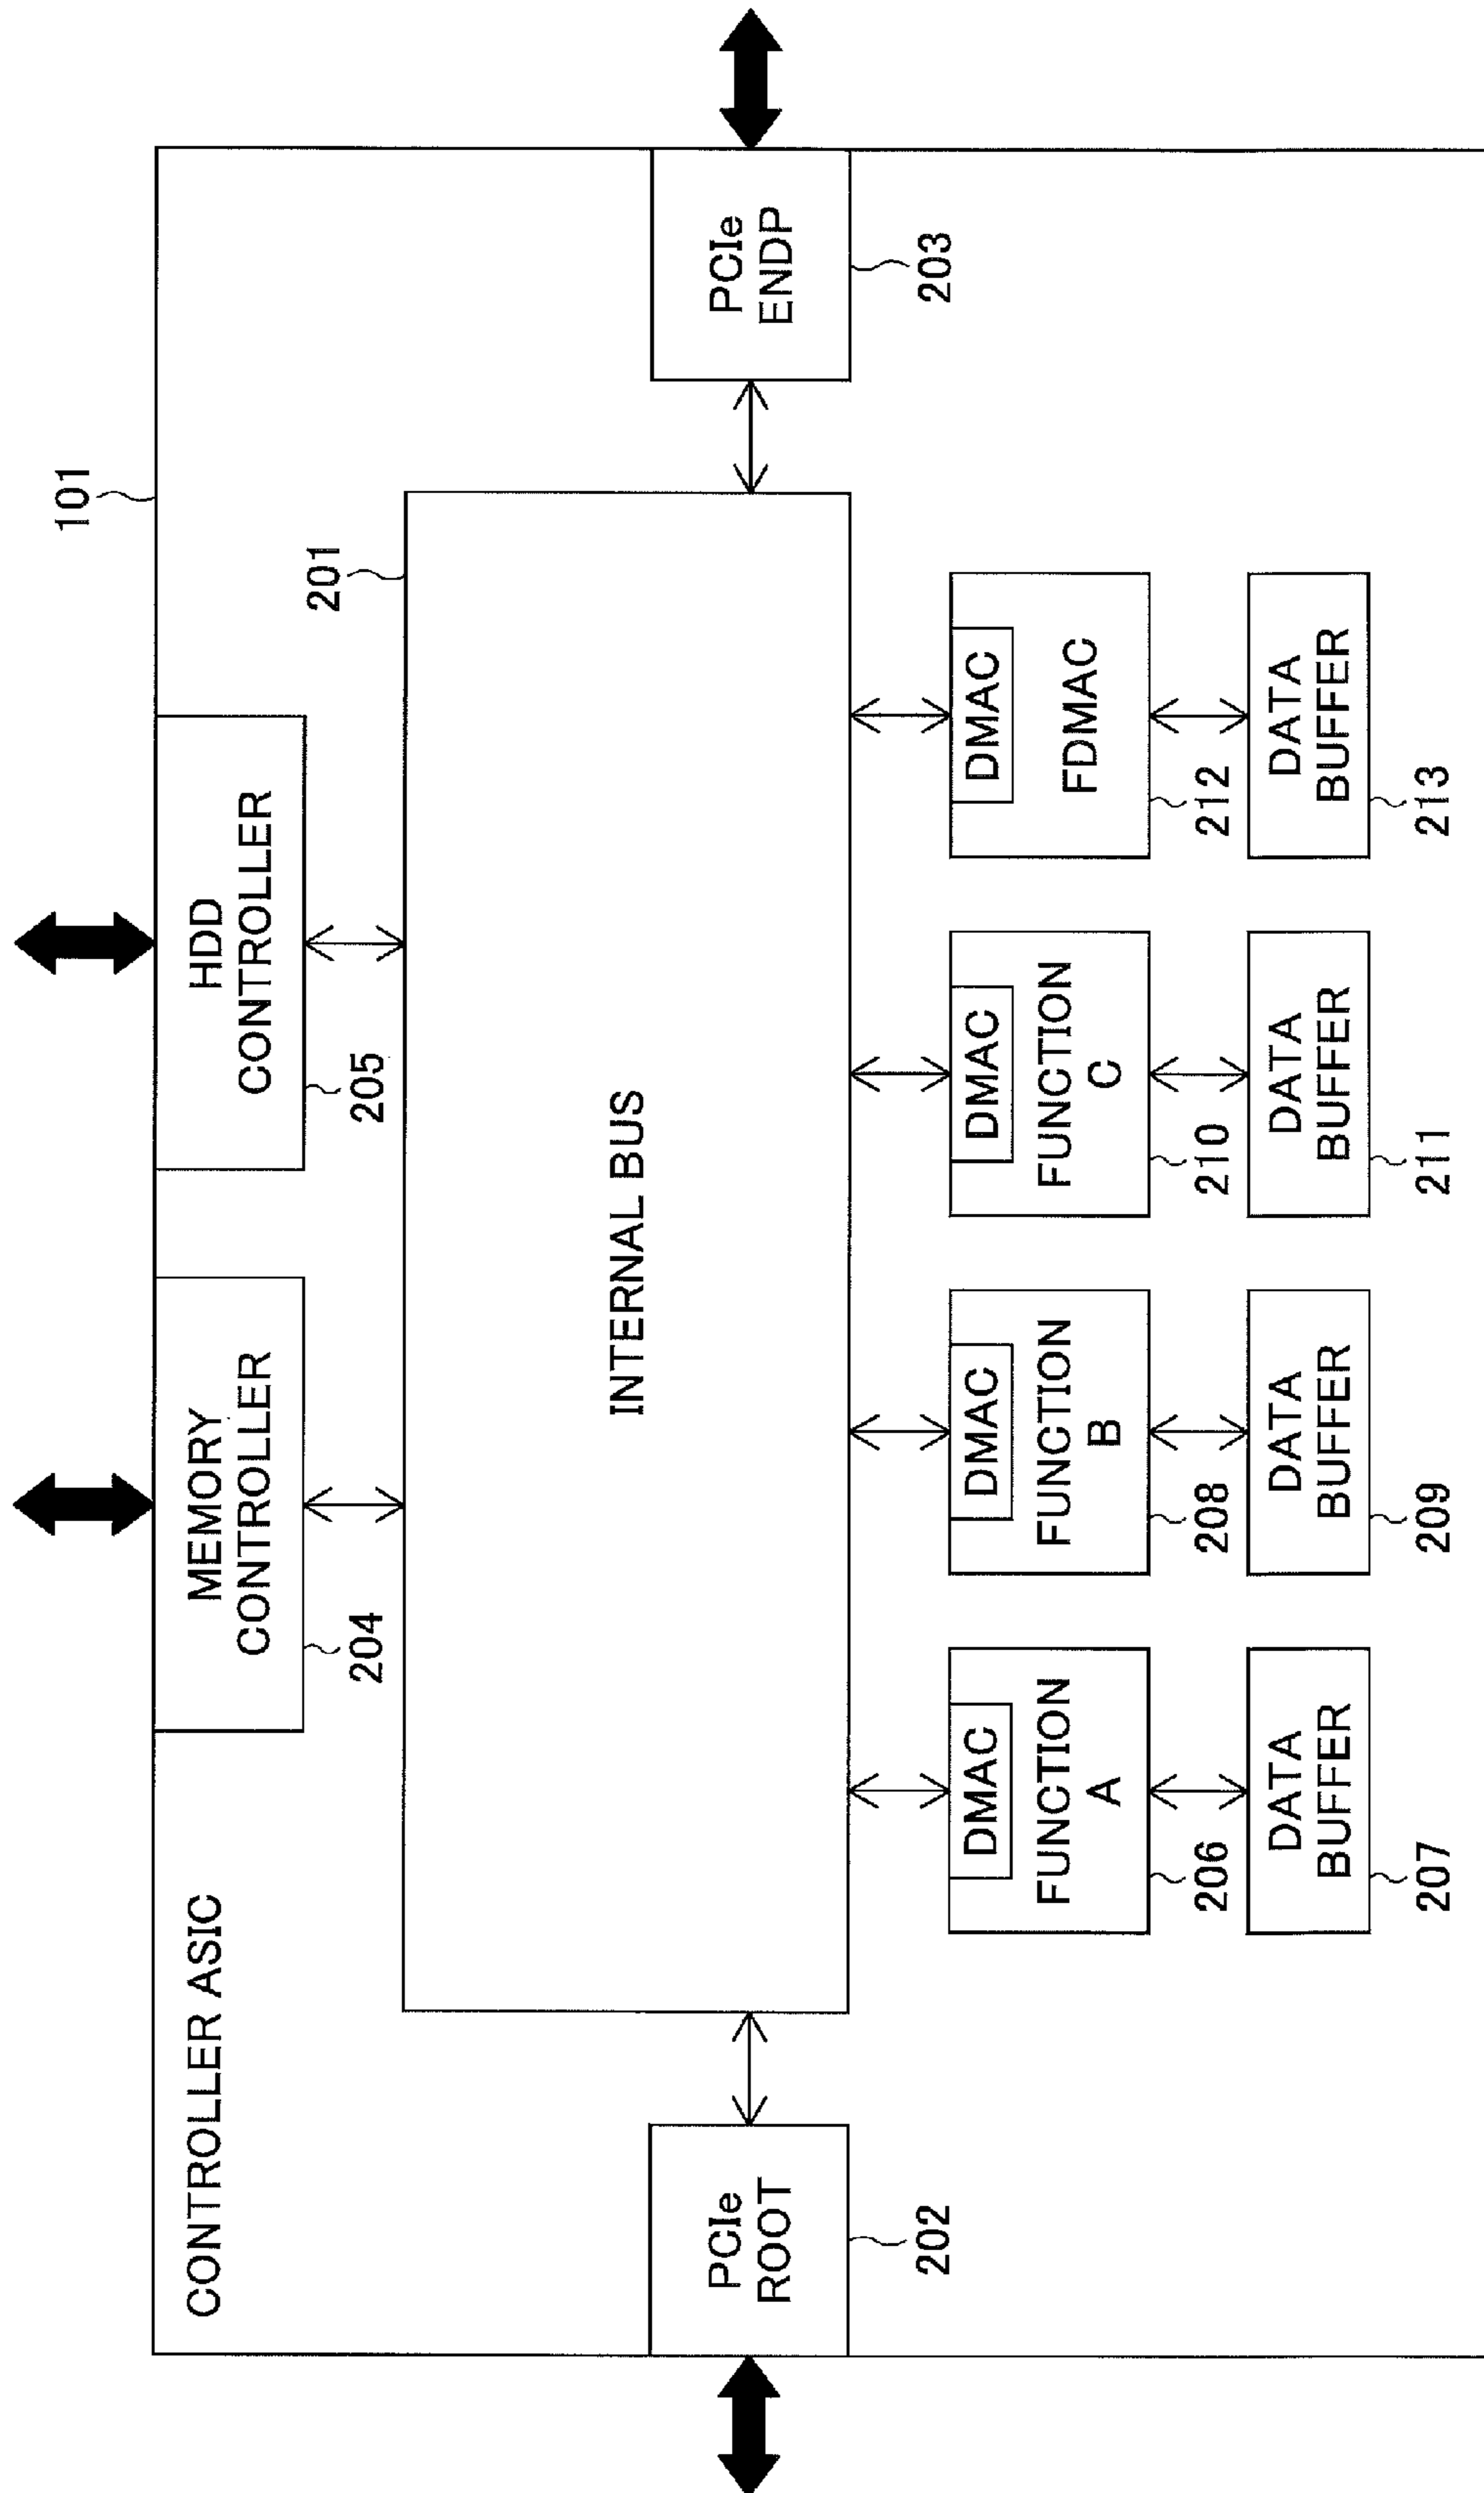 101
CONTROLLER ASIC
MEMORY
CONTROLLER
204
HDD
CONTROLLER
205
201
INTERNAL BUS
PCIe
ROOT
202
PCIe
ENDP
203
DMAC
FUNCTION
A
206
DMAC
FUNCTION
B
208
DMAC
FUNCTION
C
210
DMAC
FDMAC
212
DATA
BUFFER
207
DATA
BUFFER
209
DATA
BUFFER
211
DATA
BUFFER
213